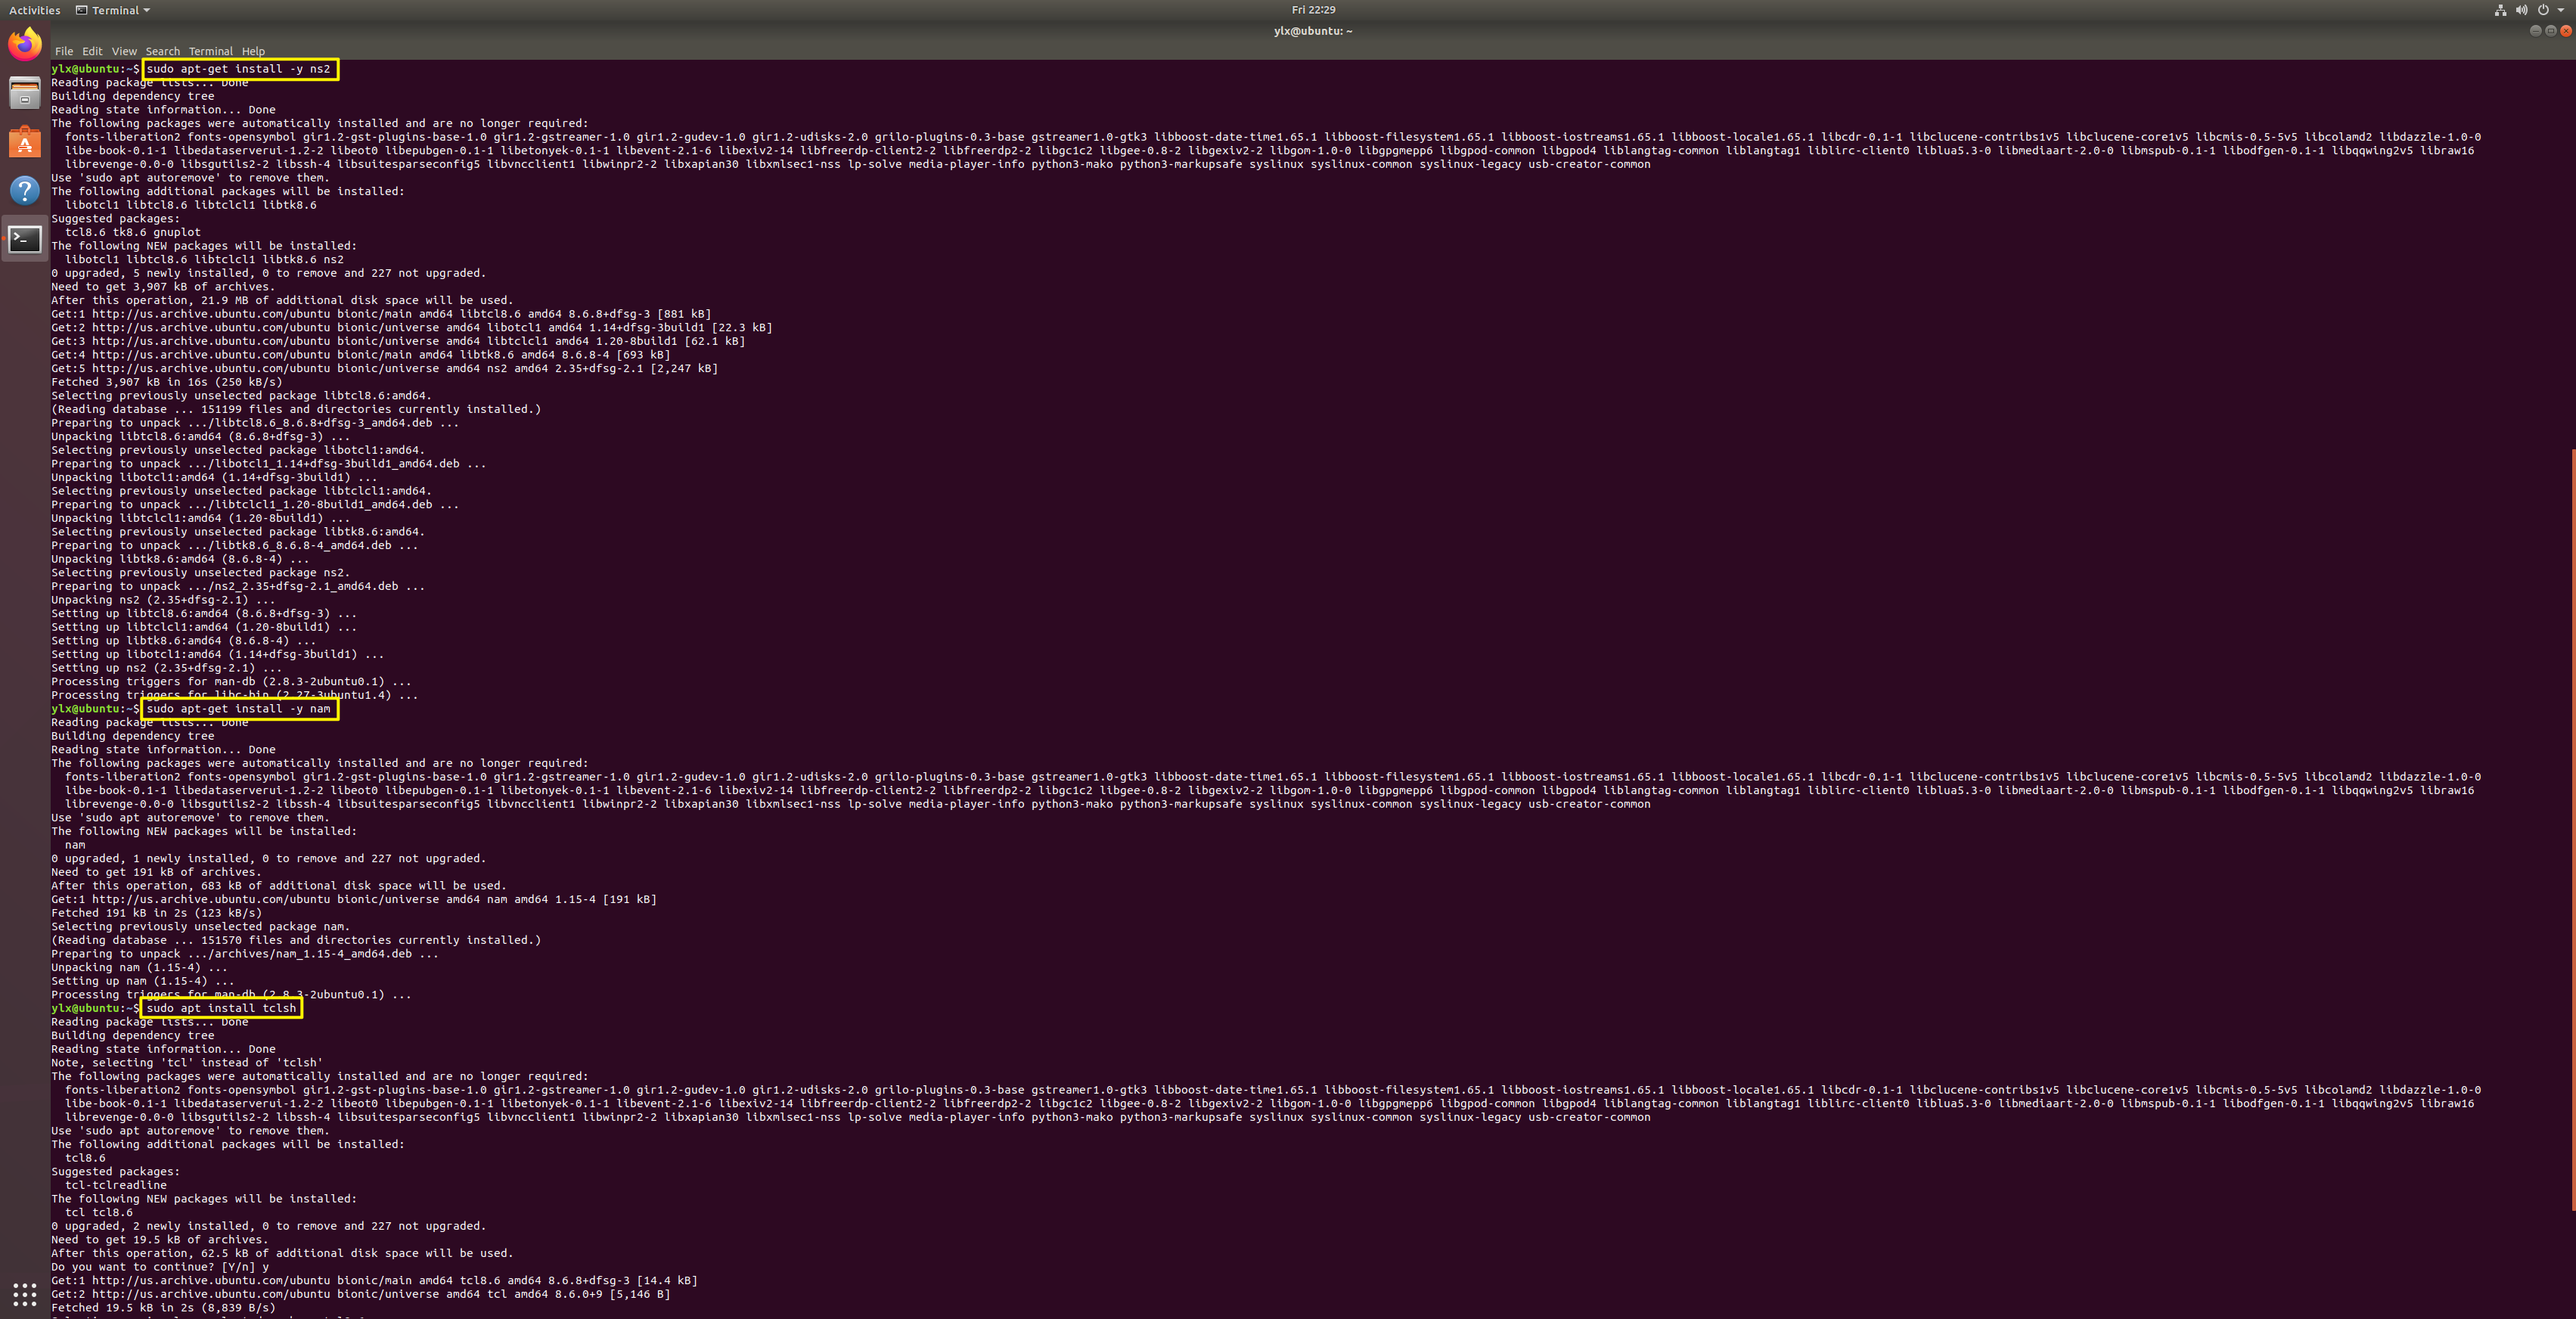 Activities Terminal Fri 22:29
ylx@ubuntu: ~
File Edit View Search Terminal Help
ylx@ubuntu:~$ sudo apt-get install -y ns2
Reading package lists... Done
Building dependency tree
Reading state information... Done
The following packages were automatically installed and are no longer required:
  fonts-liberation2 fonts-opensymbol gir1.2-gst-plugins-base-1.0 gir1.2-gstreamer-1.0 gir1.2-gudev-1.0 gir1.2-udisks-2.0 grilo-plugins-0.3-base gstreamer1.0-gtk3 libboost-date-time1.65.1 libboost-filesystem1.65.1 libboost-iostreams1.65.1 libboost-locale1.65.1 libcdr-0.1-1 libclucene-contribs1v5 libclucene-core1v5 libcmis-0.5-5v5 libcolamd2 libdazzle-1.0-0
  libe-book-0.1-1 libedataserverui-1.2-2 libeot0 libepubgen-0.1-1 libetonyek-0.1-1 libevent-2.1-6 libexiv2-14 libfreerdp-client2-2 libfreerdp2-2 libgc1c2 libgee-0.8-2 libgexiv2-2 libgom-1.0-0 libgpgmepp6 libgpod-common libgpod4 liblangtag-common liblangtag1 liblirc-client0 liblua5.3-0 libmediaart-2.0-0 libmspub-0.1-1 libodfgen-0.1-1 libqqwing2v5 libraw16
  librevenge-0.0-0 libsgutils2-2 libssh-4 libsuitesparseconfig5 libvncclient1 libwinpr2-2 libxapian30 libxmlsec1-nss lp-solve media-player-info python3-mako python3-markupsafe syslinux syslinux-common syslinux-legacy usb-creator-common
Use 'sudo apt autoremove' to remove them.
The following additional packages will be installed:
  libotcl1 libtcl8.6 libtclcl1 libtk8.6
Suggested packages:
  tcl8.6 tk8.6 gnuplot
The following NEW packages will be installed:
  libotcl1 libtcl8.6 libtclcl1 libtk8.6 ns2
0 upgraded, 5 newly installed, 0 to remove and 227 not upgraded.
Need to get 3,907 kB of archives.
After this operation, 21.9 MB of additional disk space will be used.
Get:1 http://us.archive.ubuntu.com/ubuntu bionic/main amd64 libtcl8.6 amd64 8.6.8+dfsg-3 [881 kB]
Get:2 http://us.archive.ubuntu.com/ubuntu bionic/universe amd64 libotcl1 amd64 1.14+dfsg-3build1 [22.3 kB]
Get:3 http://us.archive.ubuntu.com/ubuntu bionic/universe amd64 libtclcl1 amd64 1.20-8build1 [62.1 kB]
Get:4 http://us.archive.ubuntu.com/ubuntu bionic/main amd64 libtk8.6 amd64 8.6.8-4 [693 kB]
Get:5 http://us.archive.ubuntu.com/ubuntu bionic/universe amd64 ns2 amd64 2.35+dfsg-2.1 [2,247 kB]
Fetched 3,907 kB in 16s (250 kB/s)
Selecting previously unselected package libtcl8.6:amd64.
(Reading database ... 151199 files and directories currently installed.)
Preparing to unpack .../libtcl8.6_8.6.8+dfsg-3_amd64.deb ...
Unpacking libtcl8.6:amd64 (8.6.8+dfsg-3) ...
Selecting previously unselected package libotcl1:amd64.
Preparing to unpack .../libotcl1_1.14+dfsg-3build1_amd64.deb ...
Unpacking libotcl1:amd64 (1.14+dfsg-3build1) ...
Selecting previously unselected package libtclcl1:amd64.
Preparing to unpack .../libtclcl1_1.20-8build1_amd64.deb ...
Unpacking libtclcl1:amd64 (1.20-8build1) ...
Selecting previously unselected package libtk8.6:amd64.
Preparing to unpack .../libtk8.6_8.6.8-4_amd64.deb ...
Unpacking libtk8.6:amd64 (8.6.8-4) ...
Selecting previously unselected package ns2.
Preparing to unpack .../ns2_2.35+dfsg-2.1_amd64.deb ...
Unpacking ns2 (2.35+dfsg-2.1) ...
Setting up libtcl8.6:amd64 (8.6.8+dfsg-3) ...
Setting up libtclcl1:amd64 (1.20-8build1) ...
Setting up libtk8.6:amd64 (8.6.8-4) ...
Setting up libotcl1:amd64 (1.14+dfsg-3build1) ...
Setting up ns2 (2.35+dfsg-2.1) ...
Processing triggers for man-db (2.8.3-2ubuntu0.1) ...
Processing triggers for libc-bin (2.27-3ubuntu1.4) ...
ylx@ubuntu:~$ sudo apt-get install -y nam
Reading package lists... Done
Building dependency tree
Reading state information... Done
The following packages were automatically installed and are no longer required:
  fonts-liberation2 fonts-opensymbol gir1.2-gst-plugins-base-1.0 gir1.2-gstreamer-1.0 gir1.2-gudev-1.0 gir1.2-udisks-2.0 grilo-plugins-0.3-base gstreamer1.0-gtk3 libboost-date-time1.65.1 libboost-filesystem1.65.1 libboost-iostreams1.65.1 libboost-locale1.65.1 libcdr-0.1-1 libclucene-contribs1v5 libclucene-core1v5 libcmis-0.5-5v5 libcolamd2 libdazzle-1.0-0
  libe-book-0.1-1 libedataserverui-1.2-2 libeot0 libepubgen-0.1-1 libetonyek-0.1-1 libevent-2.1-6 libexiv2-14 libfreerdp-client2-2 libfreerdp2-2 libgc1c2 libgee-0.8-2 libgexiv2-2 libgom-1.0-0 libgpgmepp6 libgpod-common libgpod4 liblangtag-common liblangtag1 liblirc-client0 liblua5.3-0 libmediaart-2.0-0 libmspub-0.1-1 libodfgen-0.1-1 libqqwing2v5 libraw16
  librevenge-0.0-0 libsgutils2-2 libssh-4 libsuitesparseconfig5 libvncclient1 libwinpr2-2 libxapian30 libxmlsec1-nss lp-solve media-player-info python3-mako python3-markupsafe syslinux syslinux-common syslinux-legacy usb-creator-common
Use 'sudo apt autoremove' to remove them.
The following NEW packages will be installed:
  nam
0 upgraded, 1 newly installed, 0 to remove and 227 not upgraded.
Need to get 191 kB of archives.
After this operation, 683 kB of additional disk space will be used.
Get:1 http://us.archive.ubuntu.com/ubuntu bionic/universe amd64 nam amd64 1.15-4 [191 kB]
Fetched 191 kB in 2s (123 kB/s)
Selecting previously unselected package nam.
(Reading database ... 151570 files and directories currently installed.)
Preparing to unpack .../archives/nam_1.15-4_amd64.deb ...
Unpacking nam (1.15-4) ...
Setting up nam (1.15-4) ...
Processing triggers for man-db (2.8.3-2ubuntu0.1) ...
ylx@ubuntu:~$ sudo apt install tclsh
Reading package lists... Done
Building dependency tree
Reading state information... Done
Note, selecting 'tcl' instead of 'tclsh'
The following packages were automatically installed and are no longer required:
  fonts-liberation2 fonts-opensymbol gir1.2-gst-plugins-base-1.0 gir1.2-gstreamer-1.0 gir1.2-gudev-1.0 gir1.2-udisks-2.0 grilo-plugins-0.3-base gstreamer1.0-gtk3 libboost-date-time1.65.1 libboost-filesystem1.65.1 libboost-iostreams1.65.1 libboost-locale1.65.1 libcdr-0.1-1 libclucene-contribs1v5 libclucene-core1v5 libcmis-0.5-5v5 libcolamd2 libdazzle-1.0-0
  libe-book-0.1-1 libedataserverui-1.2-2 libeot0 libepubgen-0.1-1 libetonyek-0.1-1 libevent-2.1-6 libexiv2-14 libfreerdp-client2-2 libfreerdp2-2 libgc1c2 libgee-0.8-2 libgexiv2-2 libgom-1.0-0 libgpgmepp6 libgpod-common libgpod4 liblangtag-common liblangtag1 liblirc-client0 liblua5.3-0 libmediaart-2.0-0 libmspub-0.1-1 libodfgen-0.1-1 libqqwing2v5 libraw16
  librevenge-0.0-0 libsgutils2-2 libssh-4 libsuitesparseconfig5 libvncclient1 libwinpr2-2 libxapian30 libxmlsec1-nss lp-solve media-player-info python3-mako python3-markupsafe syslinux syslinux-common syslinux-legacy usb-creator-common
Use 'sudo apt autoremove' to remove them.
The following additional packages will be installed:
  tcl8.6
Suggested packages:
  tcl-tclreadline
The following NEW packages will be installed:
  tcl tcl8.6
0 upgraded, 2 newly installed, 0 to remove and 227 not upgraded.
Need to get 19.5 kB of archives.
After this operation, 62.5 kB of additional disk space will be used.
Do you want to continue? [Y/n] y
Get:1 http://us.archive.ubuntu.com/ubuntu bionic/main amd64 tcl8.6 amd64 8.6.8+dfsg-3 [14.4 kB]
Get:2 http://us.archive.ubuntu.com/ubuntu bionic/universe amd64 tcl amd64 8.6.0+9 [5,146 B]
Fetched 19.5 kB in 2s (8,839 B/s)